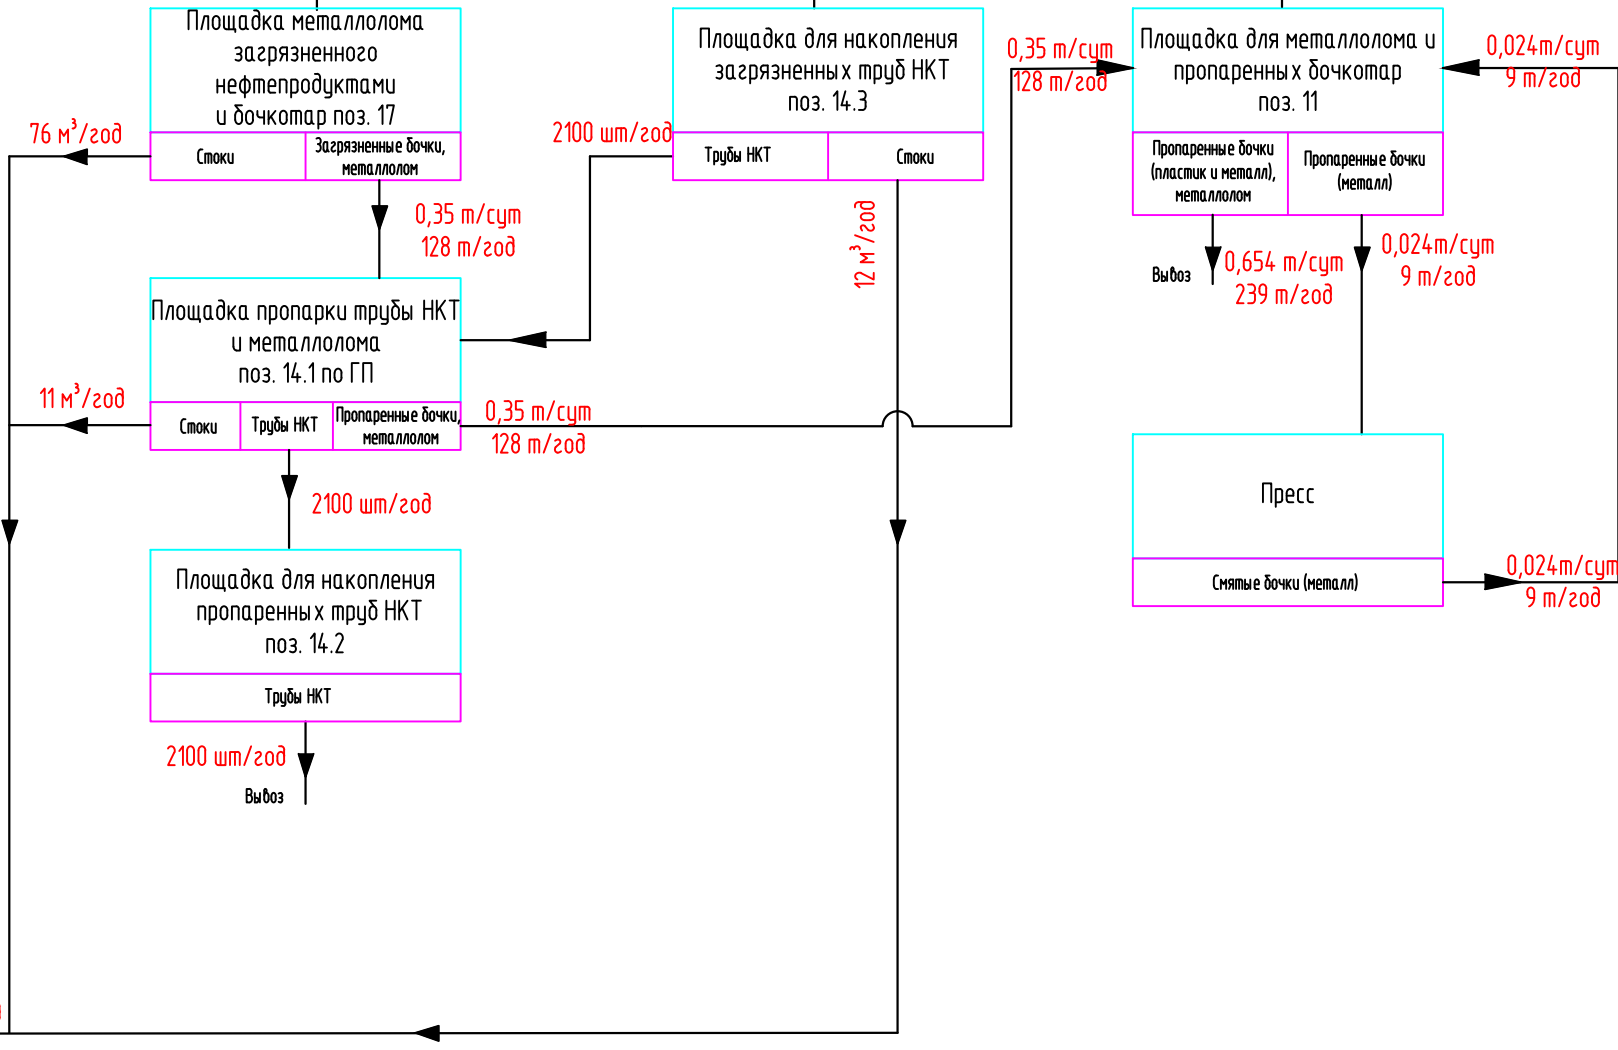 Площадка металлолома
загрязненного
нефтепродуктами
и бочкотар поз. 17
Стоки
Загрязненные бочки,
металлолом
76 м³/год
0,35 т/сут
128 т/год
Площадка пропарки трубы НКТ
и металлолома
поз. 14.1 по ГП
Стоки
Трубы НКТ
Пропаренные бочки,
металлолом
11 м³/год
0,35 т/сут
128 т/год
2100 шт/год
Площадка для накопления
пропаренных труб НКТ
поз. 14.2
Трубы НКТ
2100 шт/год
Вывоз
Площадка для накопления
загрязненных труб НКТ
поз. 14.3
Трубы НКТ
Стоки
2100 шт/год
12 м³/год
0,35 т/сут
128 т/год
Площадка для металлолома и
пропаренных бочкотар
поз. 11
Пропаренные бочки
(пластик и металл),
металлолом
Пропаренные бочки
(металл)
0,024т/сут
9 т/год
Вывоз
0,654 т/сут
239 т/год
0,024т/сут
9 т/год
Пресс
Смятые бочки (металл)
0,024т/сут
9 т/год